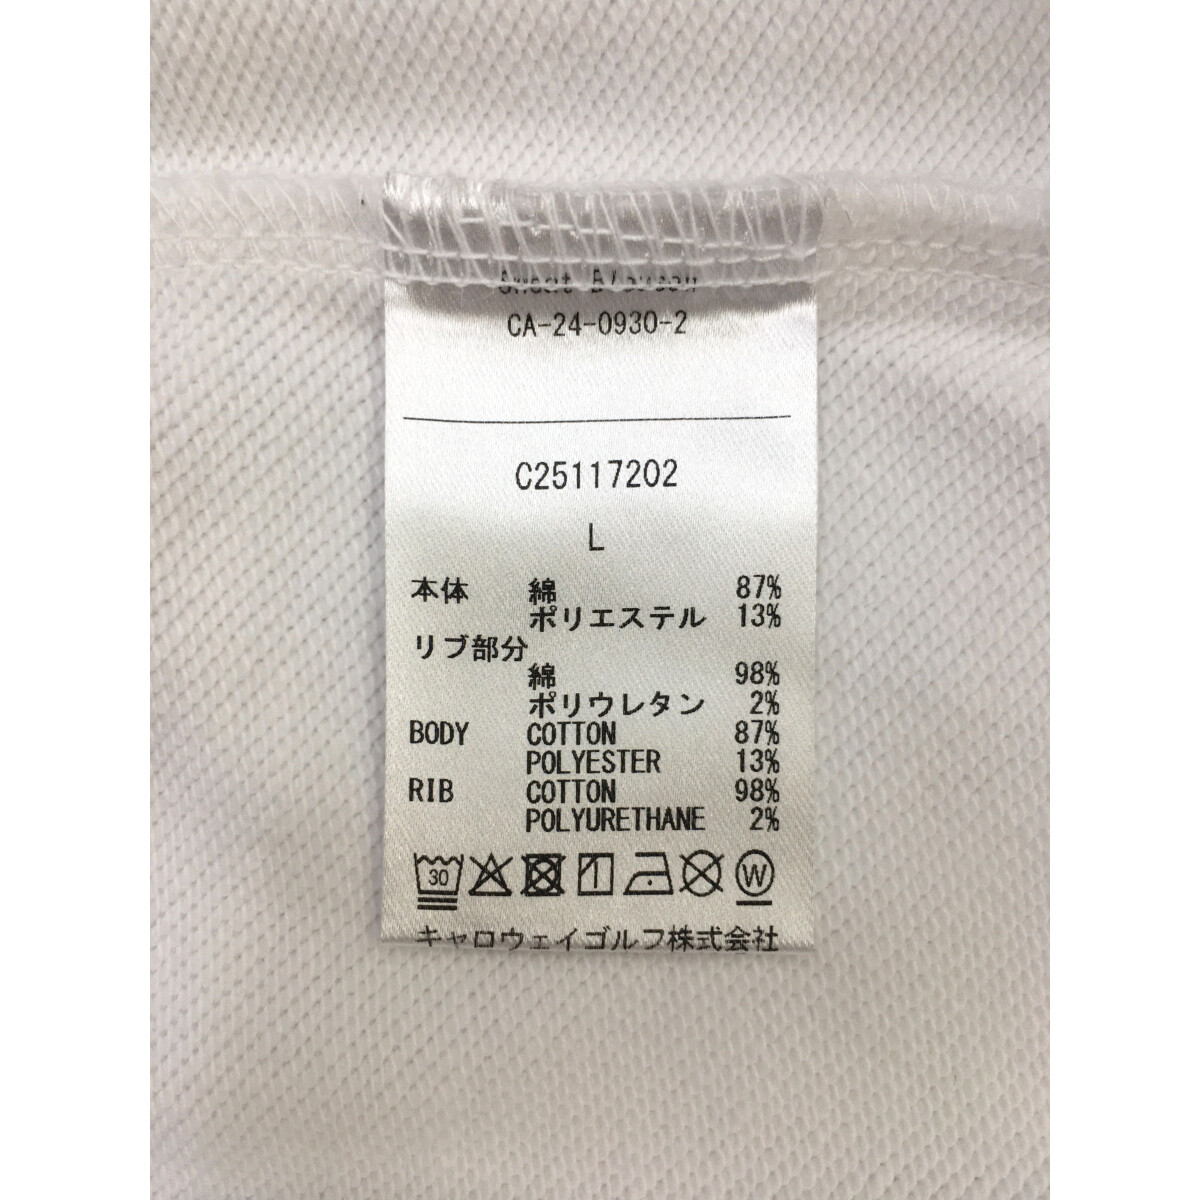 CA-24-0930-2
C25117202
L
本体 綿 87%
ポリエステル 13%
リブ部分
綿 98%
ポリウレタン 2%
BODY COTTON 87%
POLYESTER 13%
RIB COTTON 98%
POLYURETHANE 2%
30 W
キャロウェイゴルフ株式会社